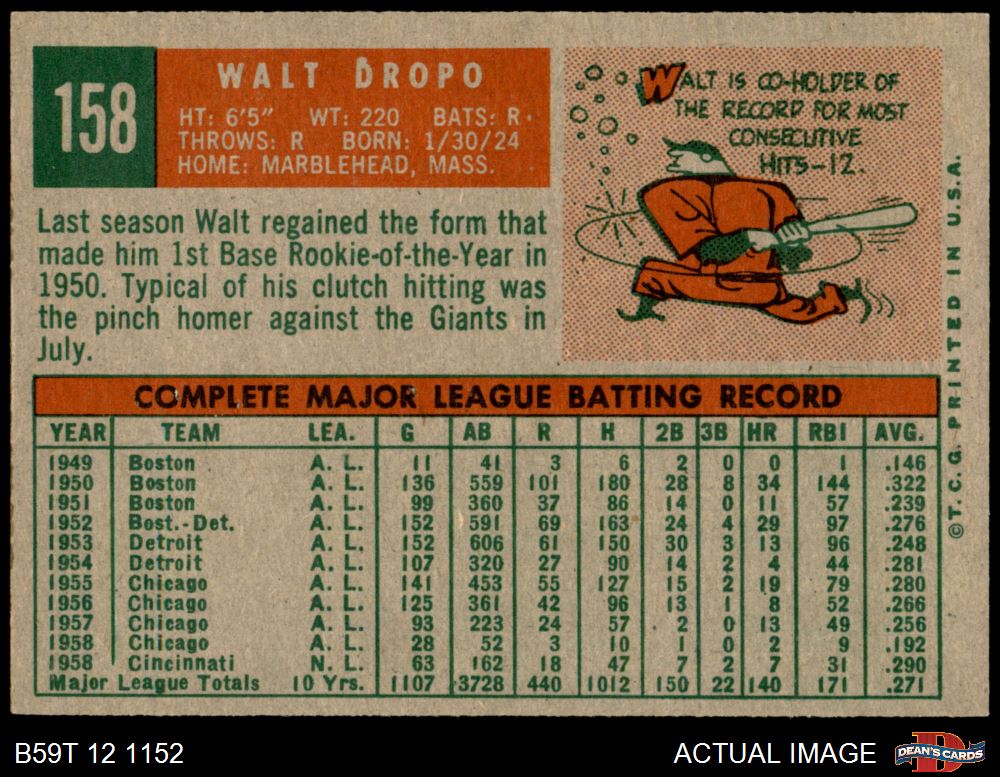 158
WALT DROPO
HT: 6'5" WT: 220 BATS: R.
THROWS: R BORN: 1/30/24
HOME: MARBLEHEAD, MASS.
WALT IS CO-HOLDER OF
THE RECORD FOR MOST
CONSECUTIVE
HITS-12.
Last season Walt regained the form that
made him 1st Base Rookie-of-the-Year in
1950. Typical of his clutch hitting was
the pinch homer against the Giants in
July.
COMPLETE MAJOR LEAGUE BATTING RECORD
YEAR TEAM LEA. G AB R H 2B 3B HR RBI AVG.
1949 Boston A. L. 11 41 3 6 2 0 0 1 .146
1950 Boston A. L. 136 559 101 180 28 8 34 144 .322
1951 Boston A. L. 99 360 37 86 14 0 11 57 .239
1952 Bost.-Det. A. L. 152 591 69 163 24 4 29 97 .276
1953 Detroit A. L. 152 606 61 150 30 3 13 96 .248
1954 Detroit A. L. 107 320 27 90 14 2 4 44 .281
1955 Chicago A. L. 141 453 55 127 15 2 19 79 .280
1956 Chicago A. L. 125 361 42 96 13 1 8 52 .266
1957 Chicago A. L. 93 223 24 57 2 0 13 49 .256
1958 Chicago A. L. 28 52 3 10 1 0 2 9 .192
1958 Cincinnati N. L. 63 162 18 47 7 2 7 31 .290
Major League Totals 10 Yrs. 1107 3728 440 1012 150 22 140 171 .271
©T.C.G. PRINTED IN U.S.A.
B59T 12 1152
ACTUAL IMAGE
D
DEAN'S CARDS